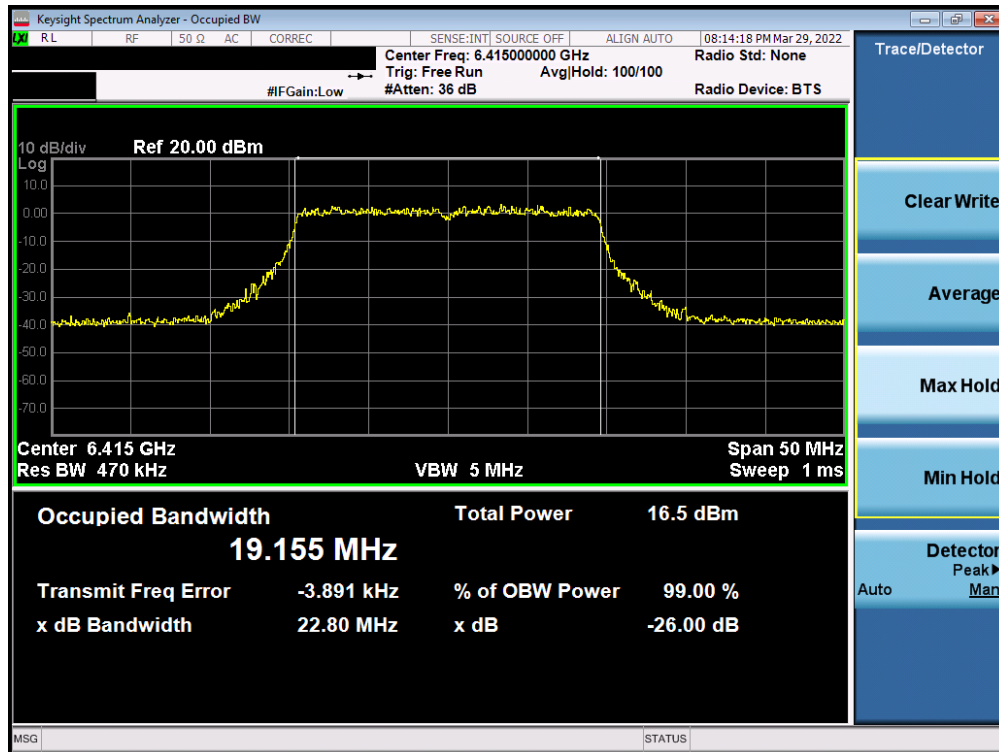 Keysight Spectrum Analyzer - Occupied BW
LXI RL RF 50 Ω AC CORREC SENSE:INT SOURCE OFF ALIGN AUTO 08:14:18 PM Mar 29, 2022
Center Freq: 6.415000000 GHz Radio Std: None
Trig: Free Run Avg|Hold: 100/100
#IFGain:Low #Atten: 36 dB Radio Device: BTS
10 dB/div Ref 20.00 dBm
Log
10.0
0.00
-10.0
-20.0
-30.0
-40.0
-50.0
-60.0
-70.0
Center 6.415 GHz Span 50 MHz
Res BW 470 kHz VBW 5 MHz Sweep 1 ms
Occupied Bandwidth Total Power 16.5 dBm
19.155 MHz
Transmit Freq Error -3.891 kHz % of OBW Power 99.00 %
x dB Bandwidth 22.80 MHz x dB -26.00 dB
MSG STATUS
Trace/Detector
Clear Write
Average
Max Hold
Min Hold
Detector
Peak▶
Auto Man